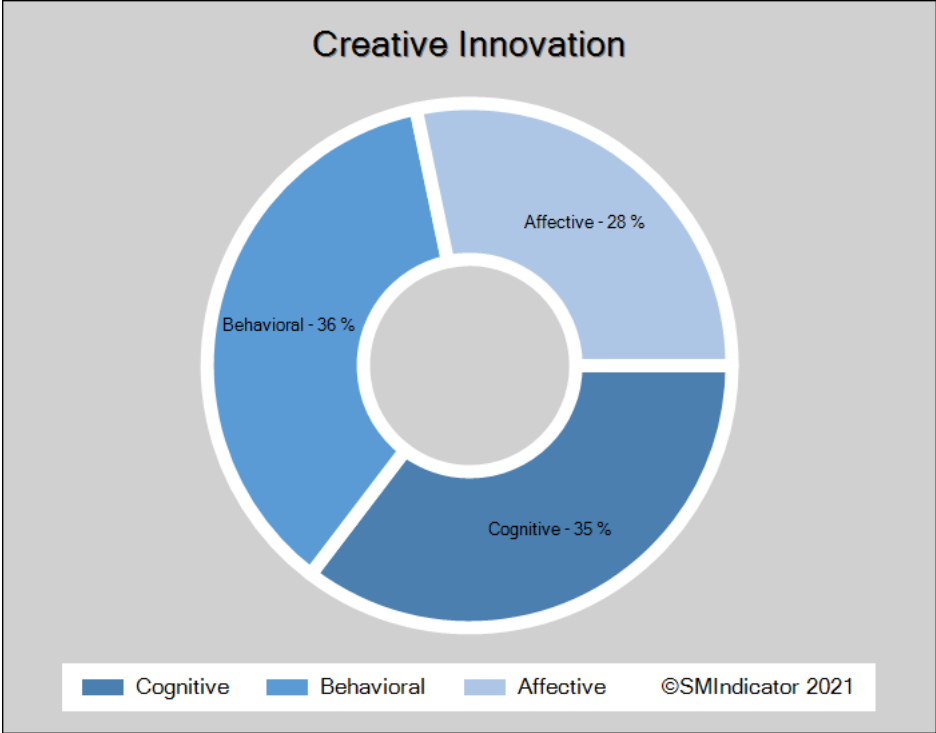 Creative Innovation
Affective - 28 %
Behavioral - 36 %
Cognitive - 35 %
Cognitive Behavioral Affective ©SMIndicator 2021